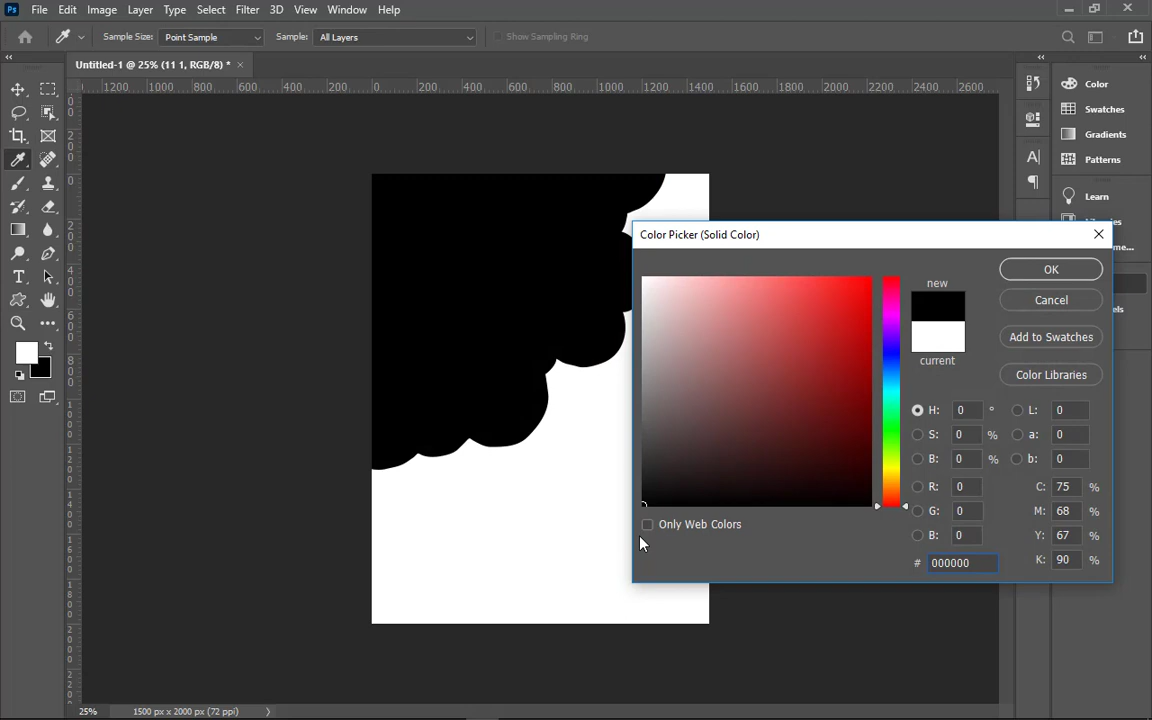 Ps File Edit Image Layer Type Select Filter 3D View Window Help
Sample Size: Point Sample Sample: All Layers Show Sampling Ring
Untitled-1 @ 25% (11 1, RGB/8) * ×
1200 1000 800 600 400 200 0 200 400 600 800 1000 1200 1400 1600 1800 2000 2200 2400 2600
Color
Swatches
Gradients
Patterns
Learn
Color Picker (Solid Color)
new
current
OK
Cancel
Add to Swatches
Color Libraries
H: 0 ° L: 0
S: 0 % a: 0
B: 0 % b: 0
R: 0 C: 75 %
G: 0 M: 68 %
B: 0 Y: 67 %
# 000000 K: 90 %
Only Web Colors
25% 1500 px x 2000 px (72 ppi)